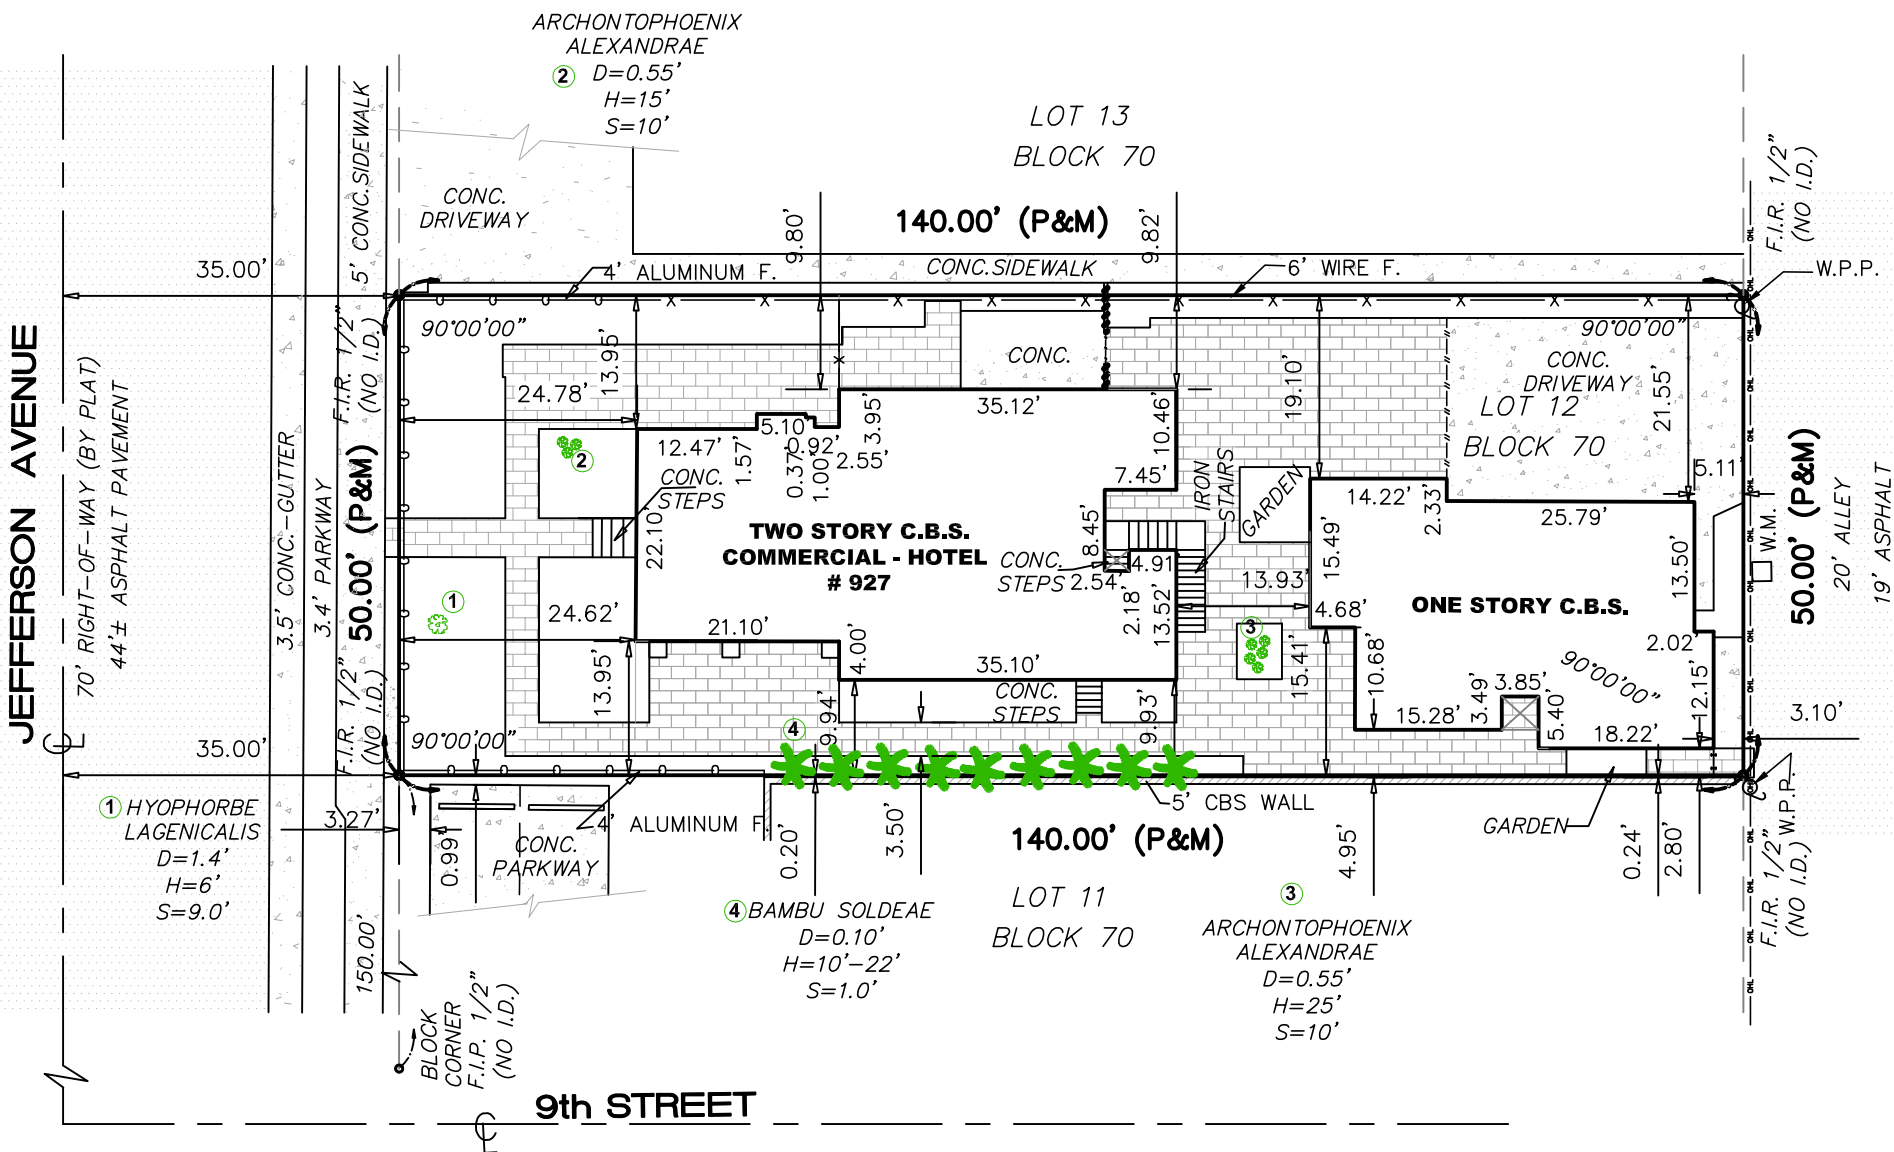 ARCHONTOPHOENIX
ALEXANDRAE
2 D=0.55'
H=15'
S=10'
LOT 13
BLOCK 70
5' CONC.SIDEWALK
CONC.
DRIVEWAY
F.I.R. 1/2"
(NO I.D.)
9.80'
140.00' (P&M)
9.82'
35.00'
4' ALUMINUM F.
CONC.SIDEWALK
6' WIRE F.
W.P.P.
OHL
JEFFERSON AVENUE
70' RIGHT-OF-WAY (BY PLAT)
44'± ASPHALT PAVEMENT
3.5' CONC.-GUTTER
3.4' PARKWAY
F.I.R. 1/2"
(NO I.D.)
50.00' (P&M)
90°00'00"
90°00'00"
13.95'
24.78'
CONC.
19.10'
CONC.
DRIVEWAY
21.55'
LOT 12
BLOCK 70
5.11'
2
12.47'
5.10'
1.57'
0.37'
0.92'
1.00'
2.55'
3.95'
35.12'
10.46'
7.45'
CONC.
STEPS
22.10'
TWO STORY C.B.S.
COMMERCIAL - HOTEL
# 927
CONC.
STEPS
8.45'
4.91'
2.54'
2.18'
13.52'
IRON
STAIRS
GARDEN
13.93'
14.22'
2.33'
25.79'
15.49'
4.68'
13.50'
ONE STORY C.B.S.
2.02'
W.M.
50.00' (P&M)
20' ALLEY
19' ASPHALT
1
24.62'
21.10'
13.95'
4.00'
35.10'
9.94'
CONC.
STEPS
9.93'
3
15.41'
10.68'
15.28'
3.49'
3.85'
5.40'
90°00'00"
18.22'
12.15'
3.10'
35.00'
F.I.R. 1/2"
(NO I.D.)
90°00'00"
4
1 HYOPHORBE
LAGENICALIS
D=1.4'
H=6'
S=9.0'
3.27'
0.99'
CONC.
PARKWAY
4' ALUMINUM F.
0.20'
3.50'
5' CBS WALL
140.00' (P&M)
4.95'
GARDEN
0.24'
2.80'
W.P.P.
F.I.R. 1/2"
(NO I.D.)
4 BAMBU SOLDEAE
D=0.10'
H=10'-22'
S=1.0'
LOT 11
BLOCK 70
3
ARCHONTOPHOENIX
ALEXANDRAE
D=0.55'
H=25'
S=10'
150.00'
BLOCK
CORNER
F.I.P. 1/2"
(NO I.D.)
9th STREET